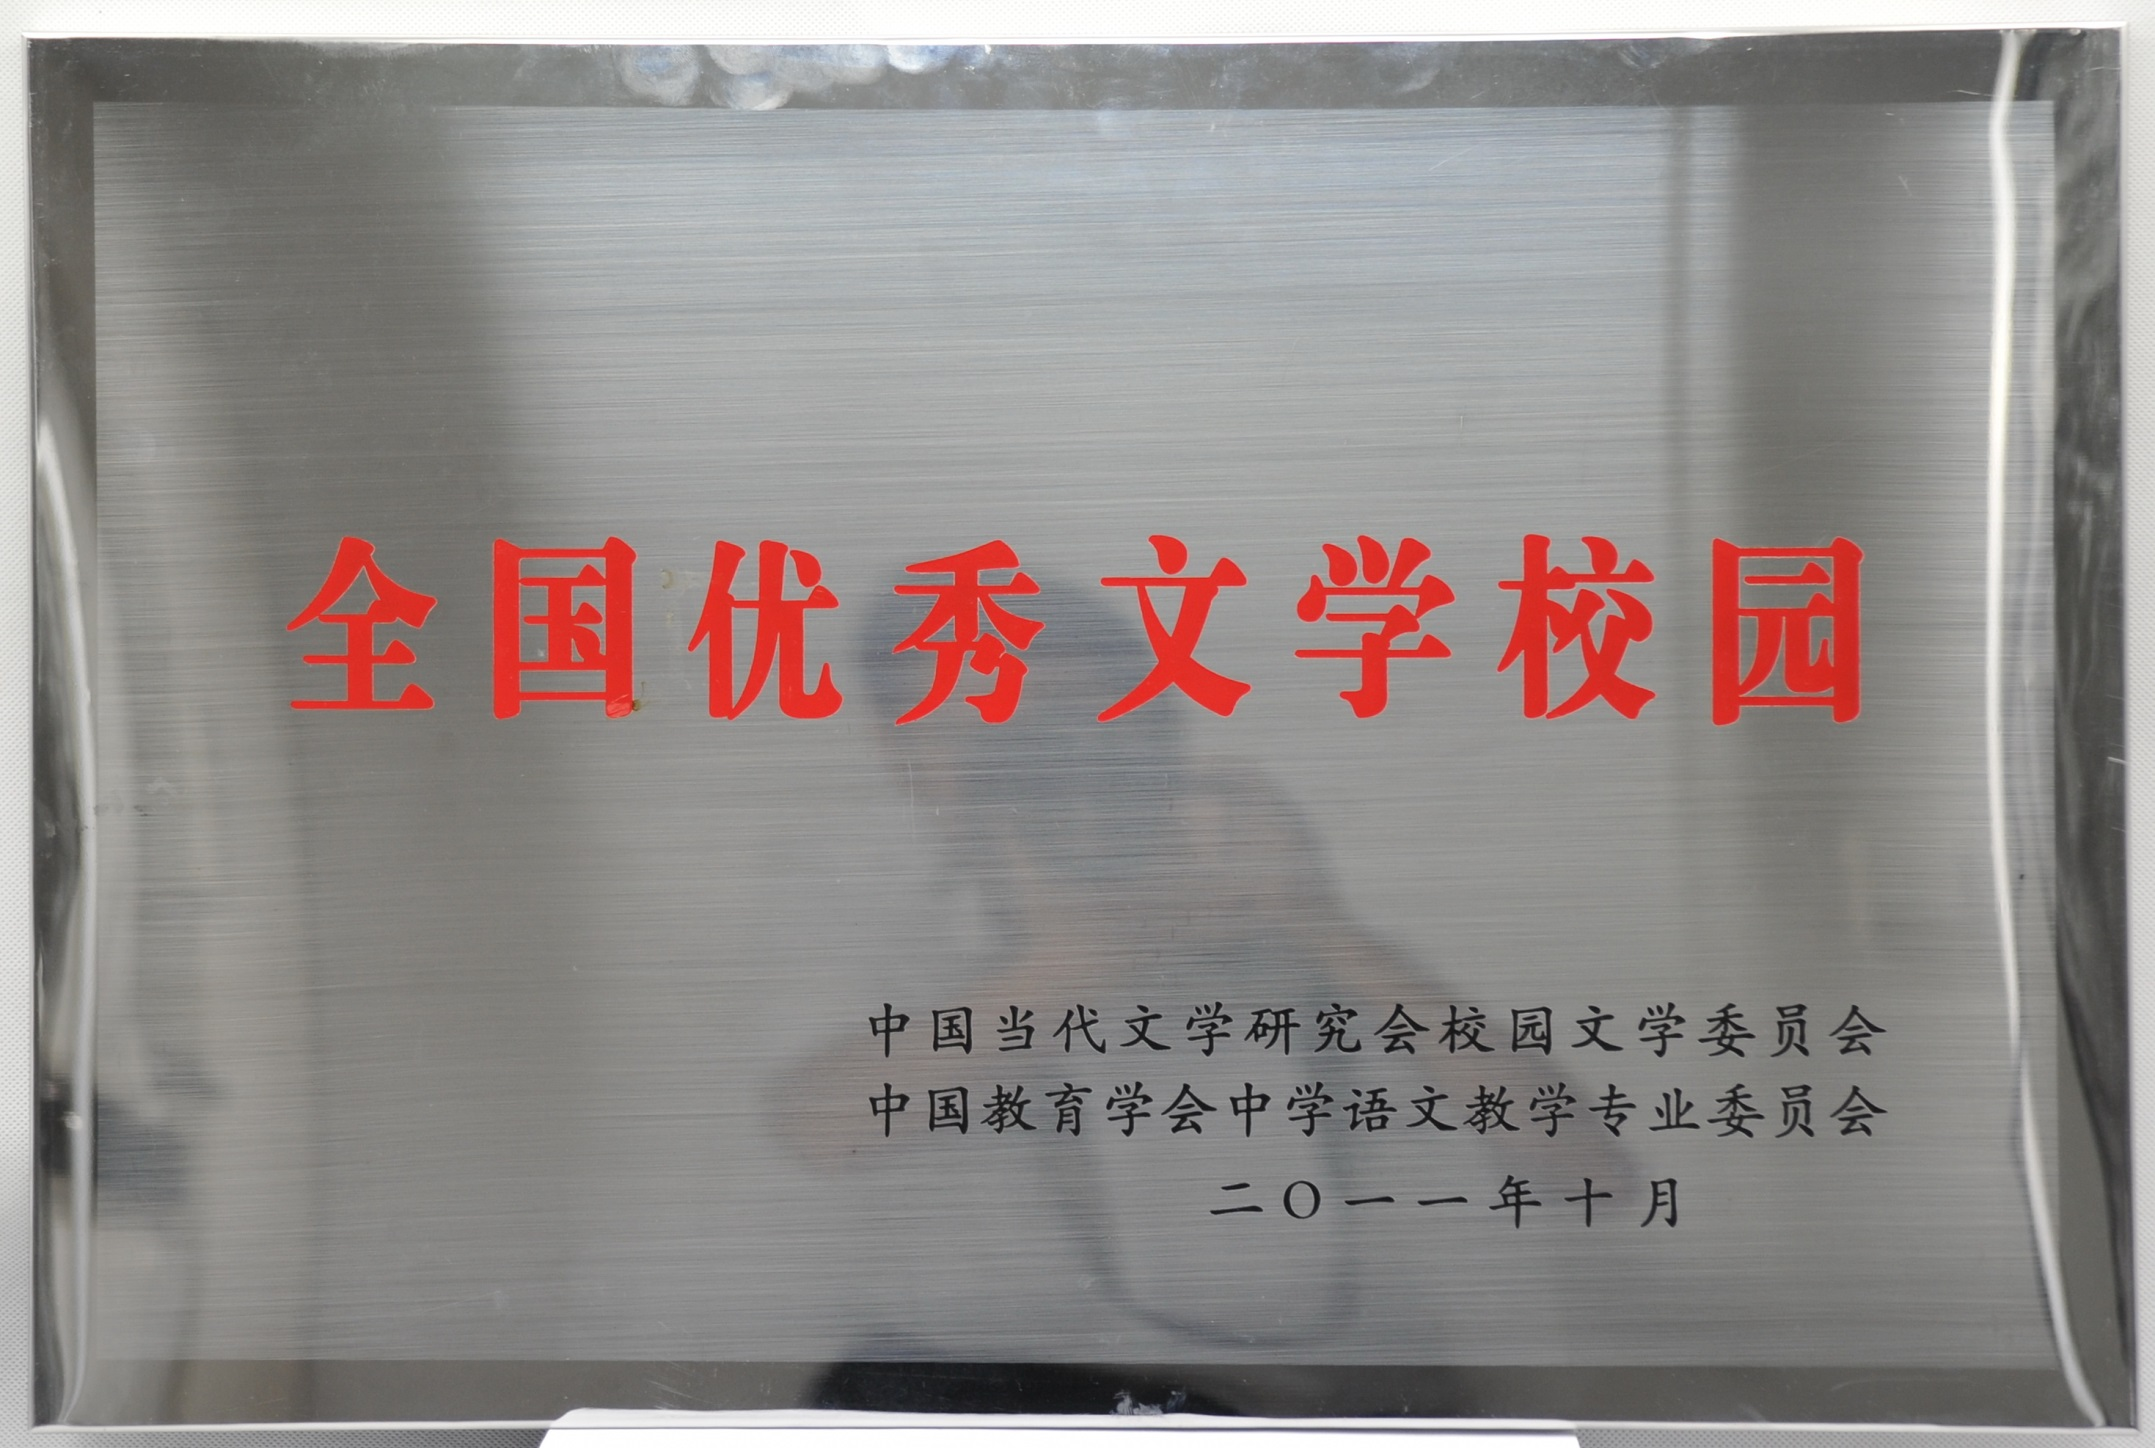 全国优秀文学校园
中国当代文学研究会校园文学委员会
中国教育学会中学语文教学专业委员会
二〇一一年十月